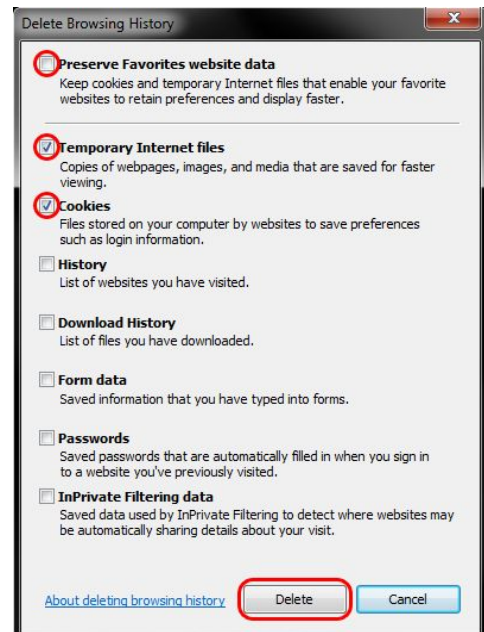 Delete Browsing History
Preserve Favorites website data
Keep cookies and temporary Internet files that enable your favorite
websites to retain preferences and display faster.
Temporary Internet files
Copies of webpages, images, and media that are saved for faster
viewing.
Cookies
Files stored on your computer by websites to save preferences
such as login information.
History
List of websites you have visited.
Download History
List of files you have downloaded.
Form data
Saved information that you have typed into forms.
Passwords
Saved passwords that are automatically filled in when you sign in
to a website you've previously visited.
InPrivate Filtering data
Saved data used by InPrivate Filtering to detect where websites may
be automatically sharing details about your visit.
About deleting browsing history Delete Cancel